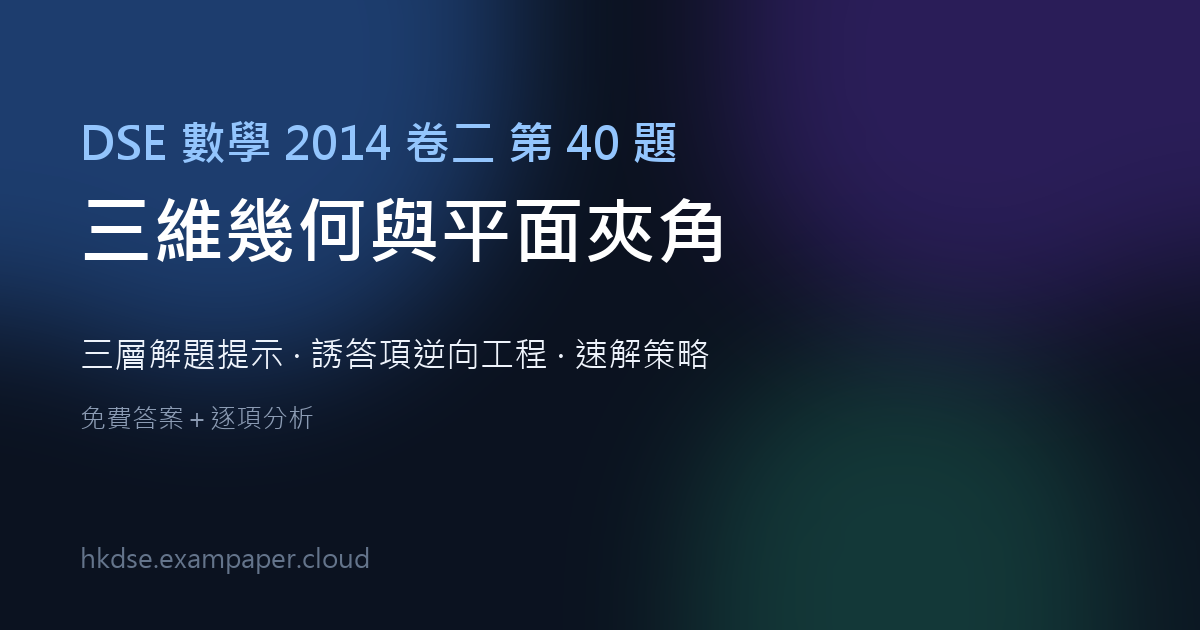 DSE 數學 2014 卷二 第 40 題
三維幾何與平面夾角
三層解題提示 · 誘答項逆向工程 · 速解策略
免費答案 + 逐項分析
hkdse.exampaper.cloud